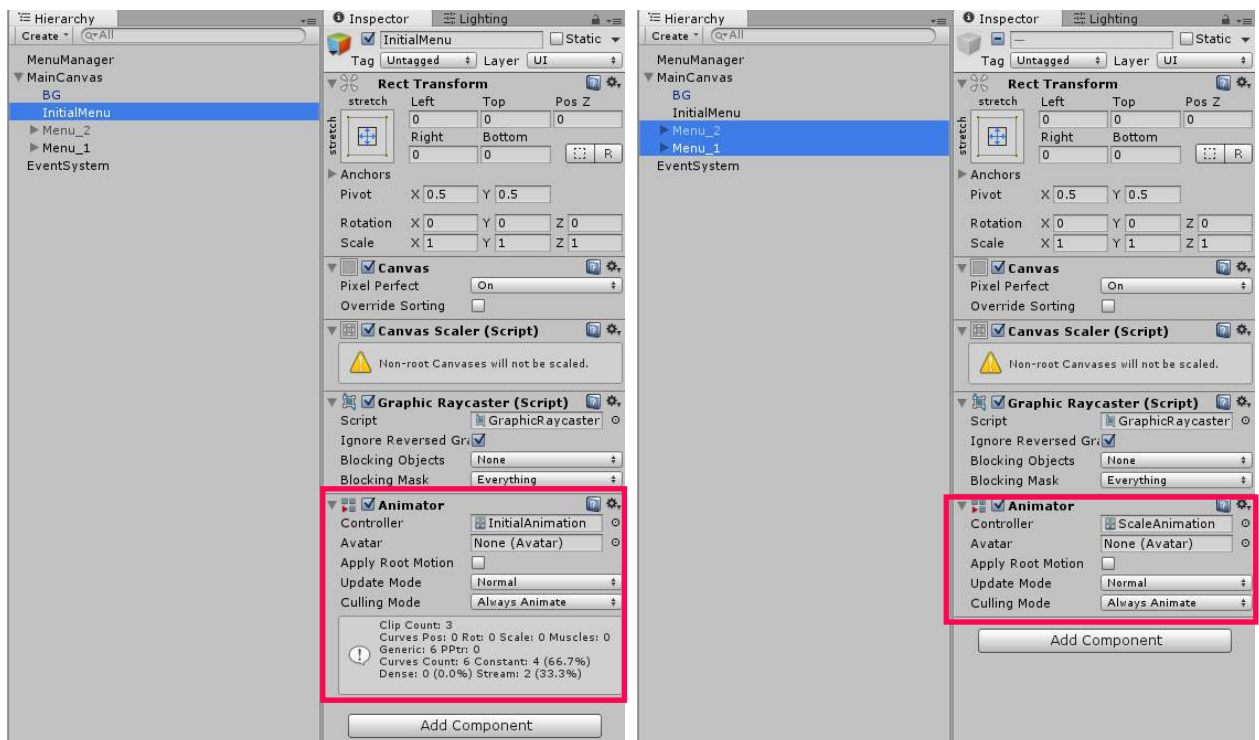 Hierarchy
Create
All
MenuManager
MainCanvas
BG
InitialMenu
Menu_2
Menu_1
EventSystem
Inspector Lighting
InitialMenu Static
Tag Untagged Layer UI
Rect Transform
stretch Left Top Pos Z
stretch
0 0 0
Right Bottom
0 0 R
Anchors
Pivot X 0.5 Y 0.5
Rotation X 0 Y 0 Z 0
Scale X 1 Y 1 Z 1
Canvas
Pixel Perfect On
Override Sorting
Canvas Scaler (Script)
Non-root Canvases will not be scaled.
Graphic Raycaster (Script)
Script GraphicRaycaster
Ignore Reversed Gra
Blocking Objects None
Blocking Mask Everything
Animator
Controller InitialAnimation
Avatar None (Avatar)
Apply Root Motion
Update Mode Normal
Culling Mode Always Animate
Clip Count: 3
Curves Pos: 0 Rot: 0 Scale: 0 Muscles: 0
Generic: 6 PPtr: 0
Curves Count: 6 Constant: 4 (66.7%)
Dense: 0 (0.0%) Stream: 2 (33.3%)
Add Component
Hierarchy
Create
All
MenuManager
MainCanvas
BG
InitialMenu
Menu_2
Menu_1
EventSystem
Inspector Lighting
— Static
Tag Untagged Layer UI
Rect Transform
stretch Left Top Pos Z
stretch
0 0 0
Right Bottom
0 0 R
Anchors
Pivot X 0.5 Y 0.5
Rotation X 0 Y 0 Z 0
Scale X 1 Y 1 Z 1
Canvas
Pixel Perfect On
Override Sorting
Canvas Scaler (Script)
Non-root Canvases will not be scaled.
Graphic Raycaster (Script)
Script GraphicRaycaster
Ignore Reversed Gra
Blocking Objects None
Blocking Mask Everything
Animator
Controller ScaleAnimation
Avatar None (Avatar)
Apply Root Motion
Update Mode Normal
Culling Mode Always Animate
Add Component